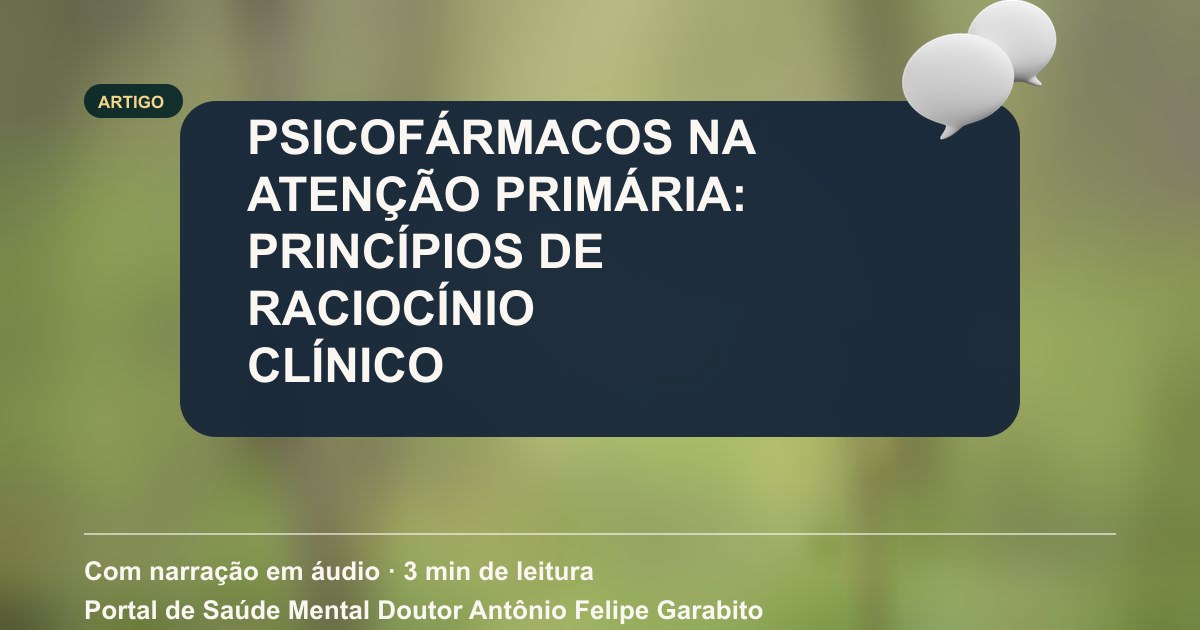 ARTIGO
PSICOFÁRMACOS NA
ATENÇÃO PRIMÁRIA:
PRINCÍPIOS DE
RACIOCÍNIO
CLÍNICO
Com narração em áudio · 3 min de leitura
Portal de Saúde Mental Doutor Antônio Felipe Garabito